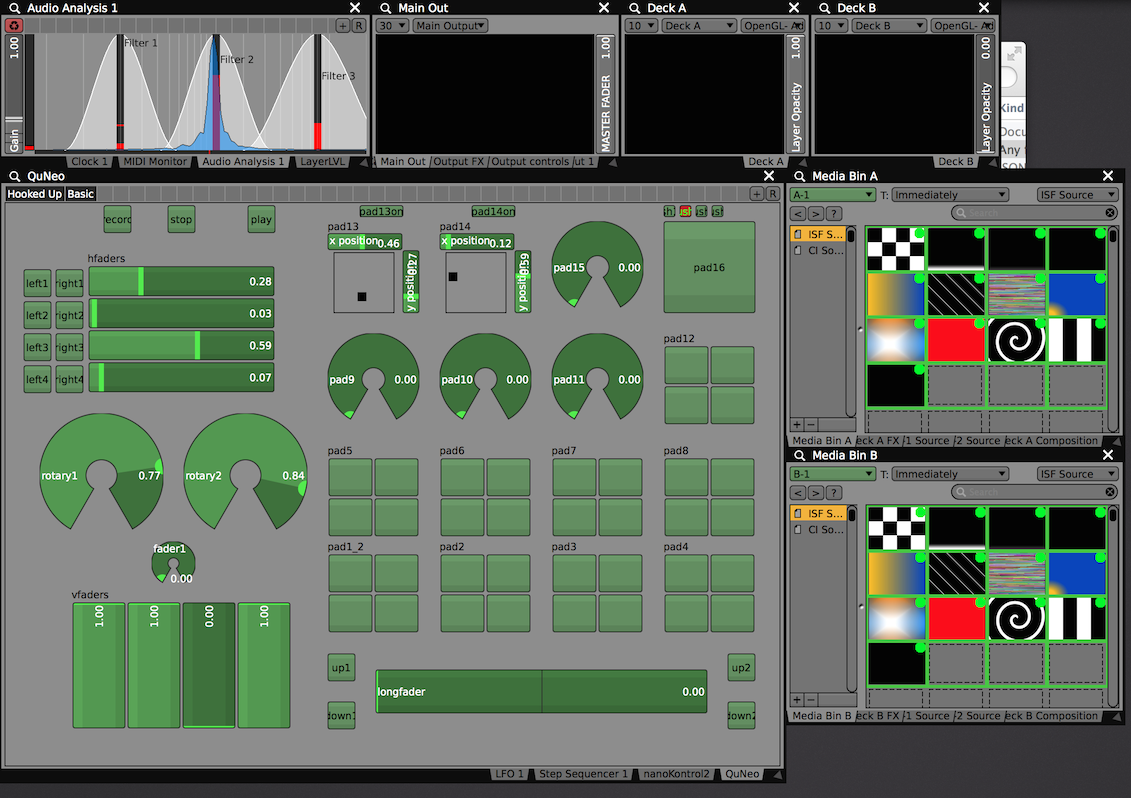 Audio Analysis 1
+ R
1.00
Gain
Filter 1
Filter 2
Filter 3
Clock 1 MIDI Monitor Audio Analysis 1 LayerLVL
Main Out
30 Main Output
1.00
MASTER FADER
Main Out Output FX Output controls ut 1
Deck A
10 Deck A OpenGL-
1.00
Layer Opacity
Deck A
Deck B
10 Deck B OpenGL-
0.00
Layer Opacity
Deck B
Kind
Docu
Any
SON
QuNeo
Hooked Up Basic
+ R
record stop play
pad13on pad14on
pad13
x position 0.46
y position 0.27
pad14
x position 0.12
y position 0.59
pad15 0.00
pad16
hfaders
left1 right1 0.28
left2 right2 0.03
left3 right3 0.59
left4 right4 0.07
pad9 0.00
pad10 0.00
pad11 0.00
pad12
rotary1 0.77
rotary2 0.84
pad5 pad6 pad7 pad8
fader1
0.00
pad1_2 pad2 pad3 pad4
vfaders
1.00 1.00 0.00 1.00
up1
longfader 0.00
up2
down1
down2
LFO 1 Step Sequencer 1 nanoKontrol2 QuNeo
Media Bin A
A-1 T: Immediately ISF Source
< > ? Search
ISF S...
CI So...
+ −
Media Bin A eck A FX /1 Source /2 Source eck A Composition
Media Bin B
B-1 T: Immediately ISF Source
< > ? Search
ISF S...
CI So...
+ −
Media Bin B eck B FX /1 Source /2 Source eck B Composition